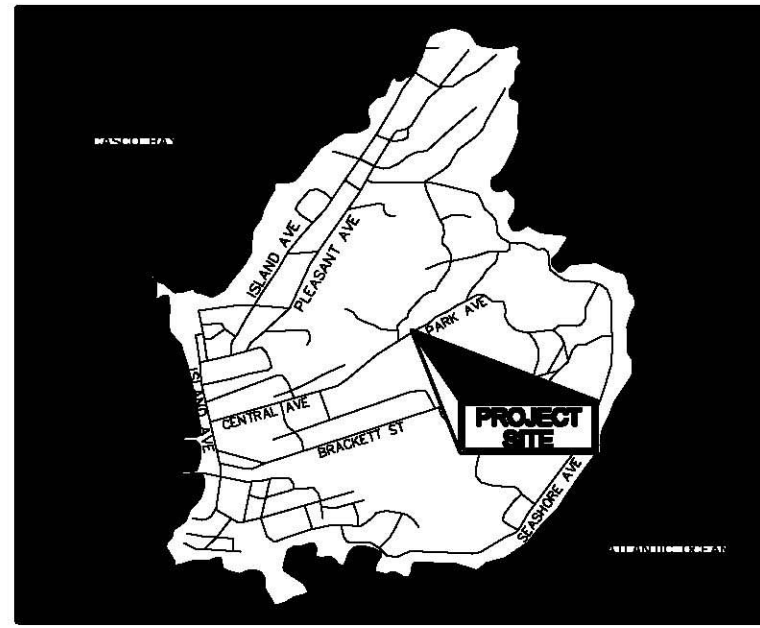 CASCO BAY
ISLAND AVE
PLEASANT AVE
PARK AVE
ISLAND AVE
CENTRAL AVE
BRACKETT ST
PROJECT
SITE
SEASHORE AVE
ATLANTIC OCEAN